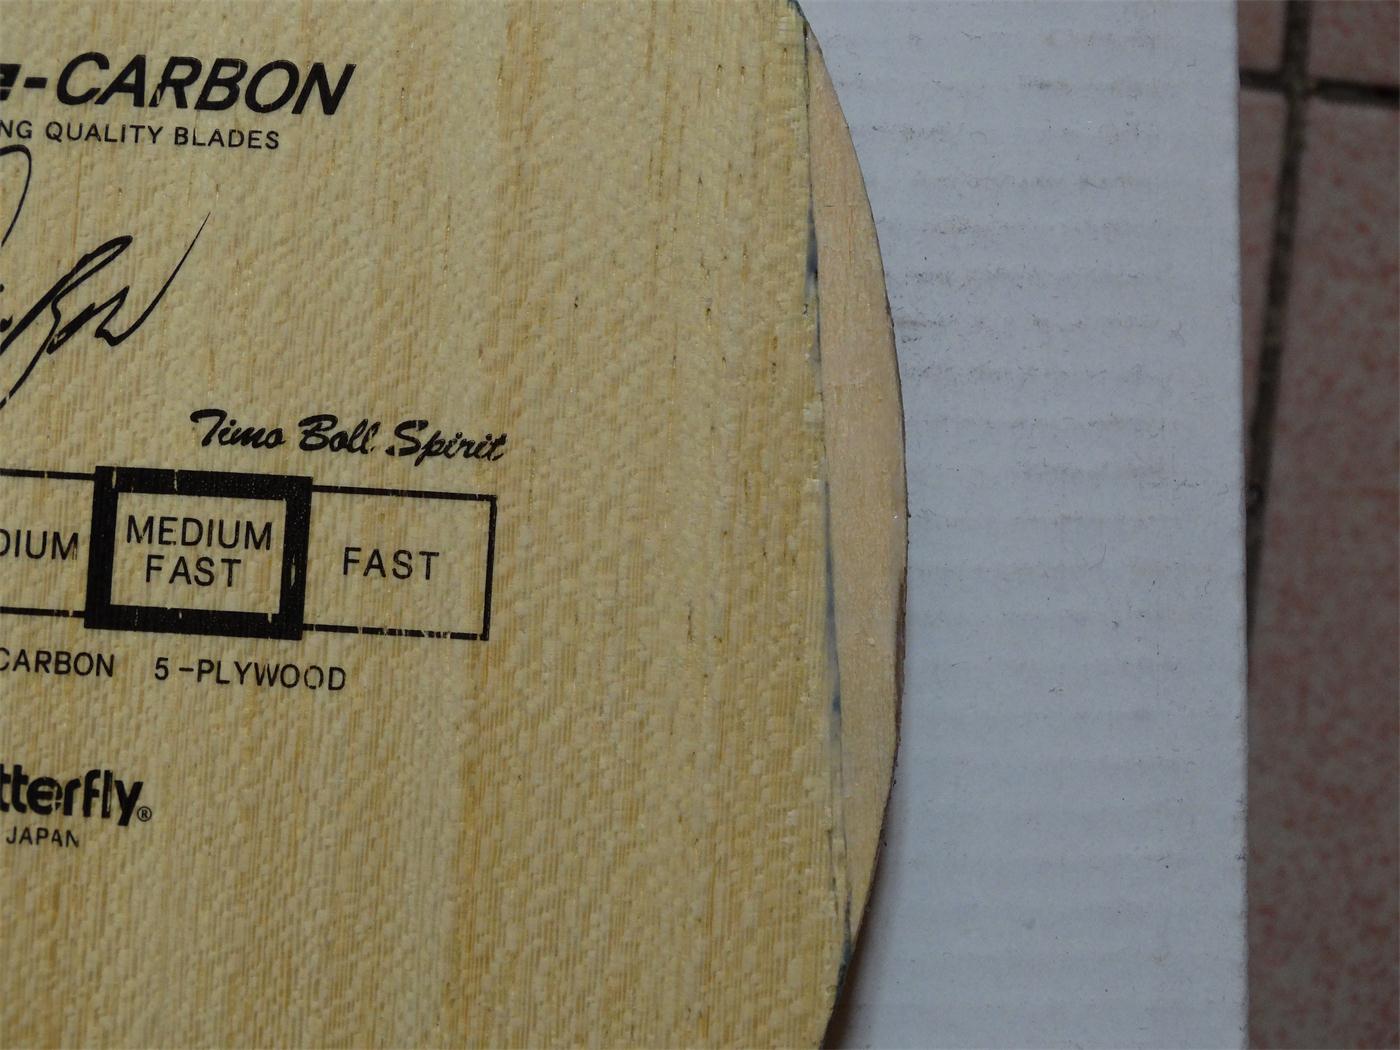 -CARBON
NG QUALITY BLADES
Timo Boll Spirit
DIUM MEDIUM FAST FAST
CARBON 5-PLYWOOD
tterfly®
JAPAN